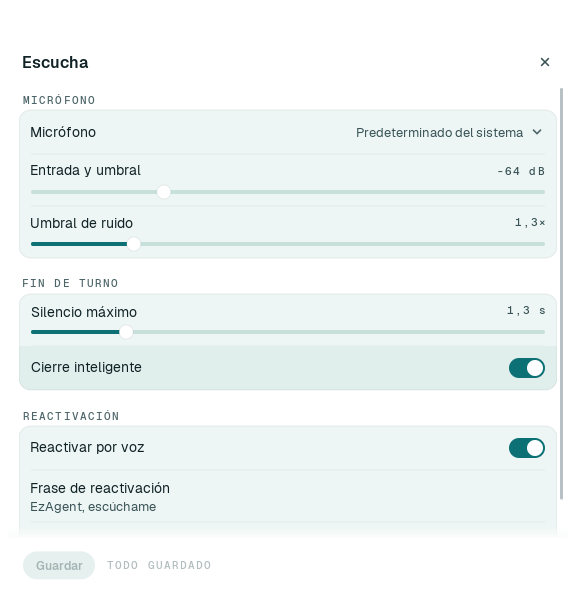 Escucha
MICRÓFONO
Micrófono Predeterminado del sistema
Entrada y umbral -64 dB
Umbral de ruido 1,3×
FIN DE TURNO
Silencio máximo 1,3 s
Cierre inteligente
REACTIVACIÓN
Reactivar por voz
Frase de reactivación
EzAgent, escúchame
Guardar TODO GUARDADO